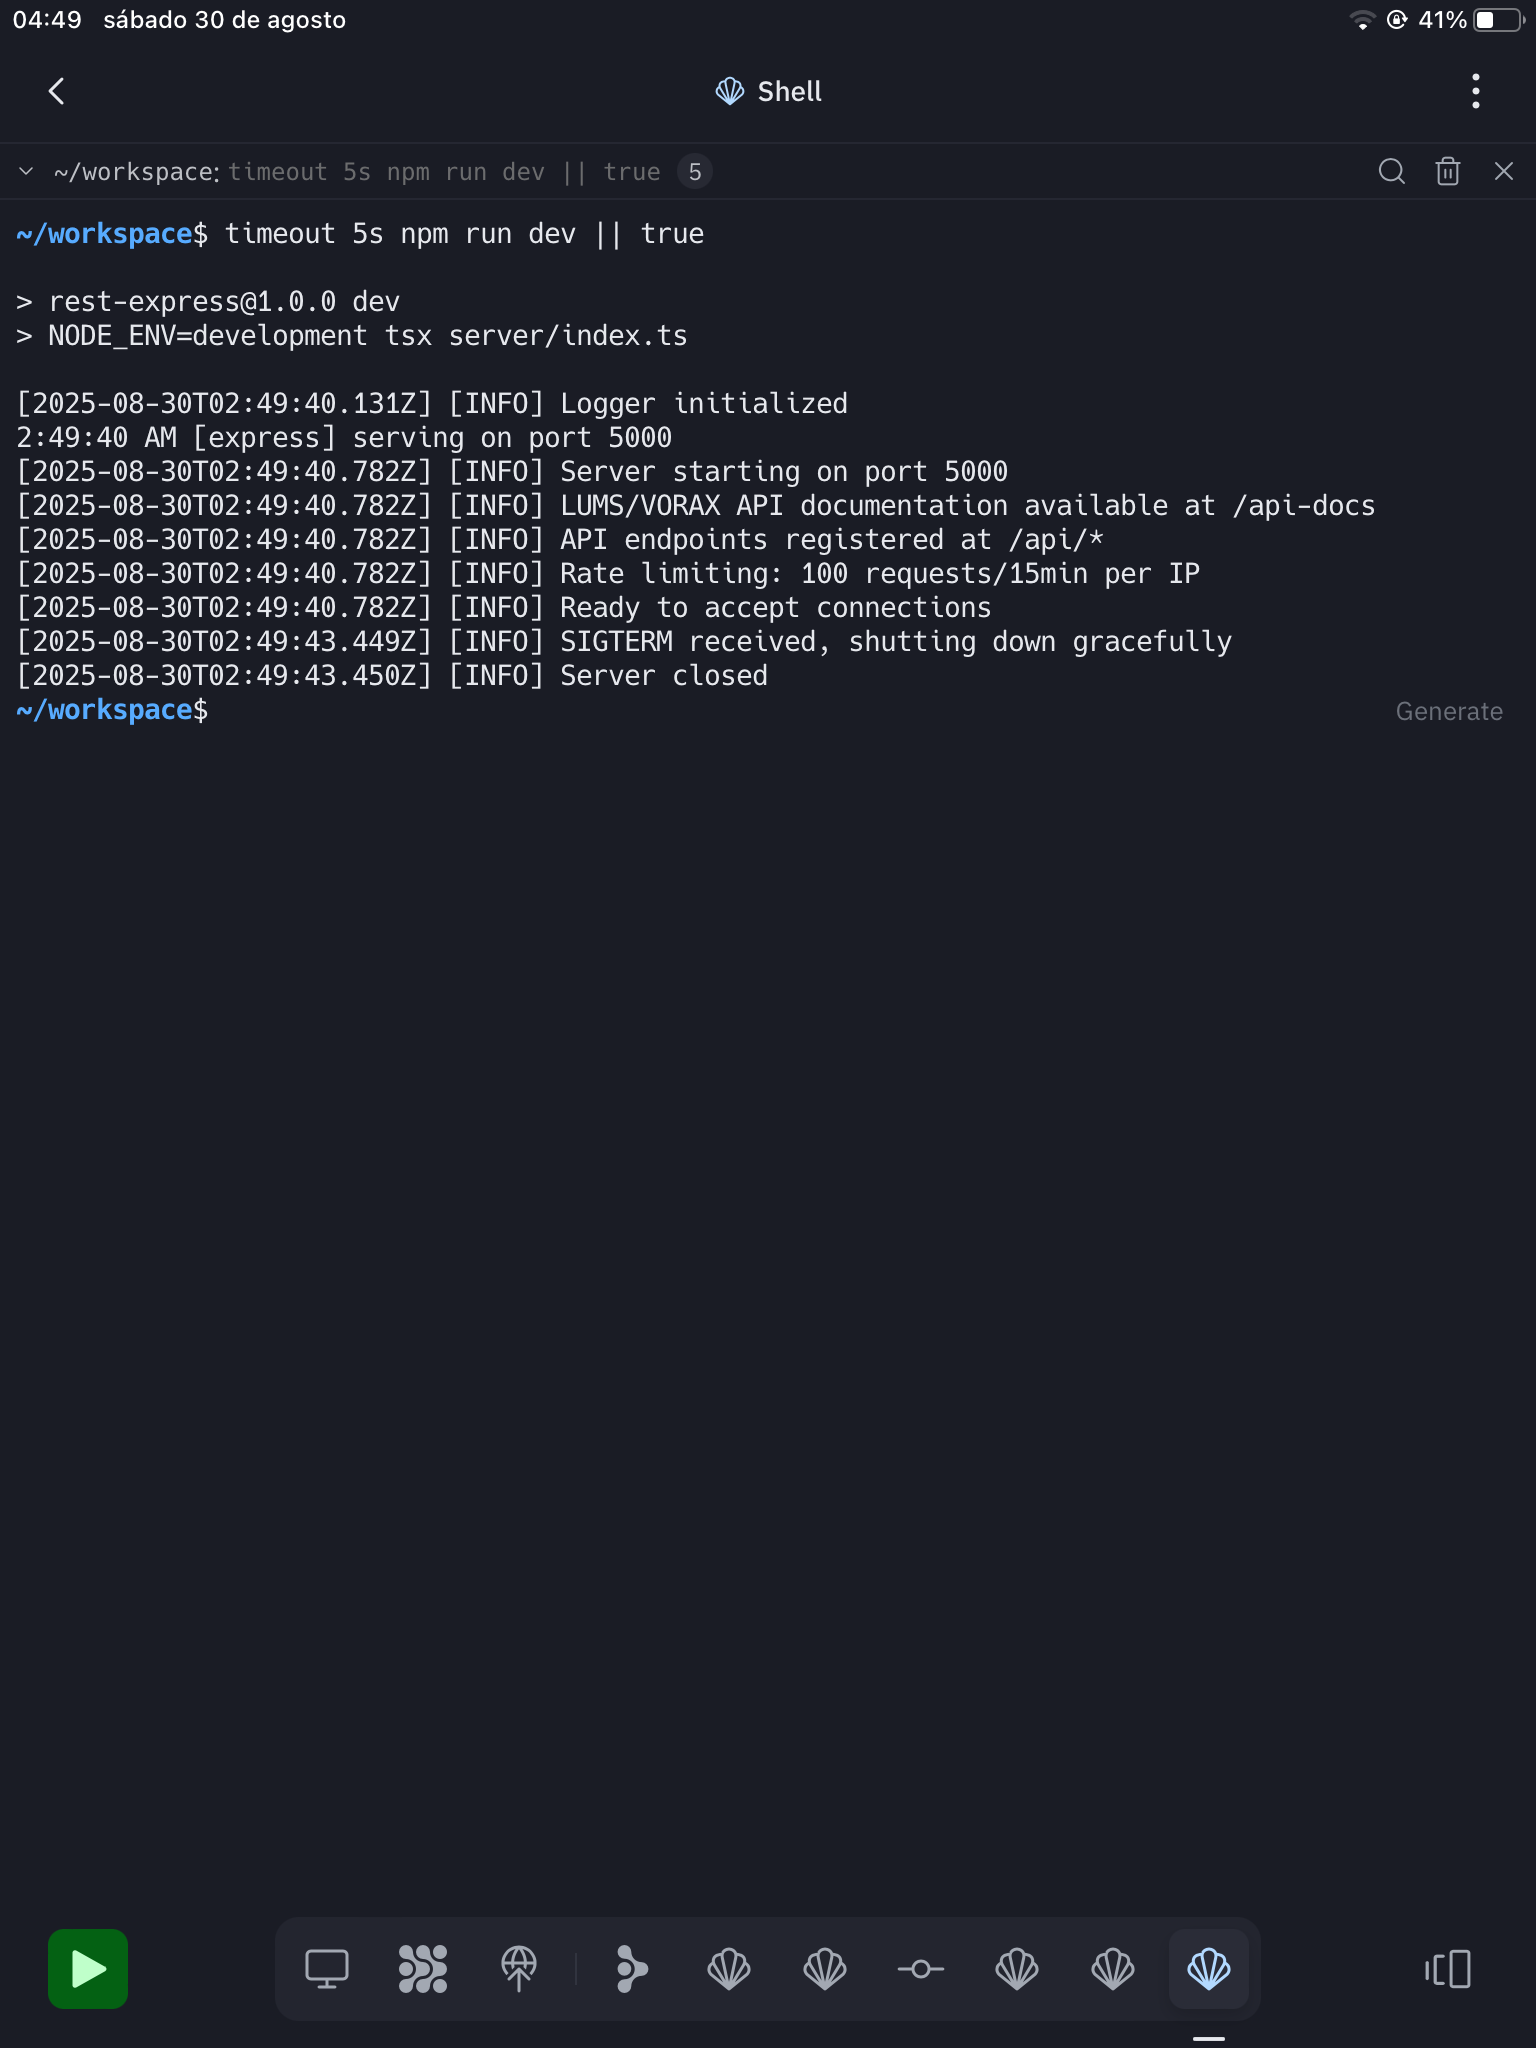 04:49 sábado 30 de agosto 41%
Shell
~/workspace: timeout 5s npm run dev || true 5
~/workspace$ timeout 5s npm run dev || true
> rest-express@1.0.0 dev
> NODE_ENV=development tsx server/index.ts
[2025-08-30T02:49:40.131Z] [INFO] Logger initialized
2:49:40 AM [express] serving on port 5000
[2025-08-30T02:49:40.782Z] [INFO] Server starting on port 5000
[2025-08-30T02:49:40.782Z] [INFO] LUMS/VORAX API documentation available at /api-docs
[2025-08-30T02:49:40.782Z] [INFO] API endpoints registered at /api/*
[2025-08-30T02:49:40.782Z] [INFO] Rate limiting: 100 requests/15min per IP
[2025-08-30T02:49:40.782Z] [INFO] Ready to accept connections
[2025-08-30T02:49:43.449Z] [INFO] SIGTERM received, shutting down gracefully
[2025-08-30T02:49:43.450Z] [INFO] Server closed
~/workspace$ Generate